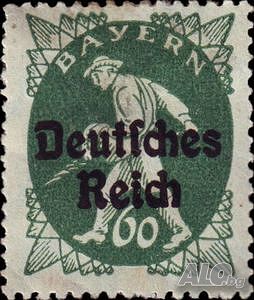 BAYERN
Deutſches
Reich
60
ALO.bg